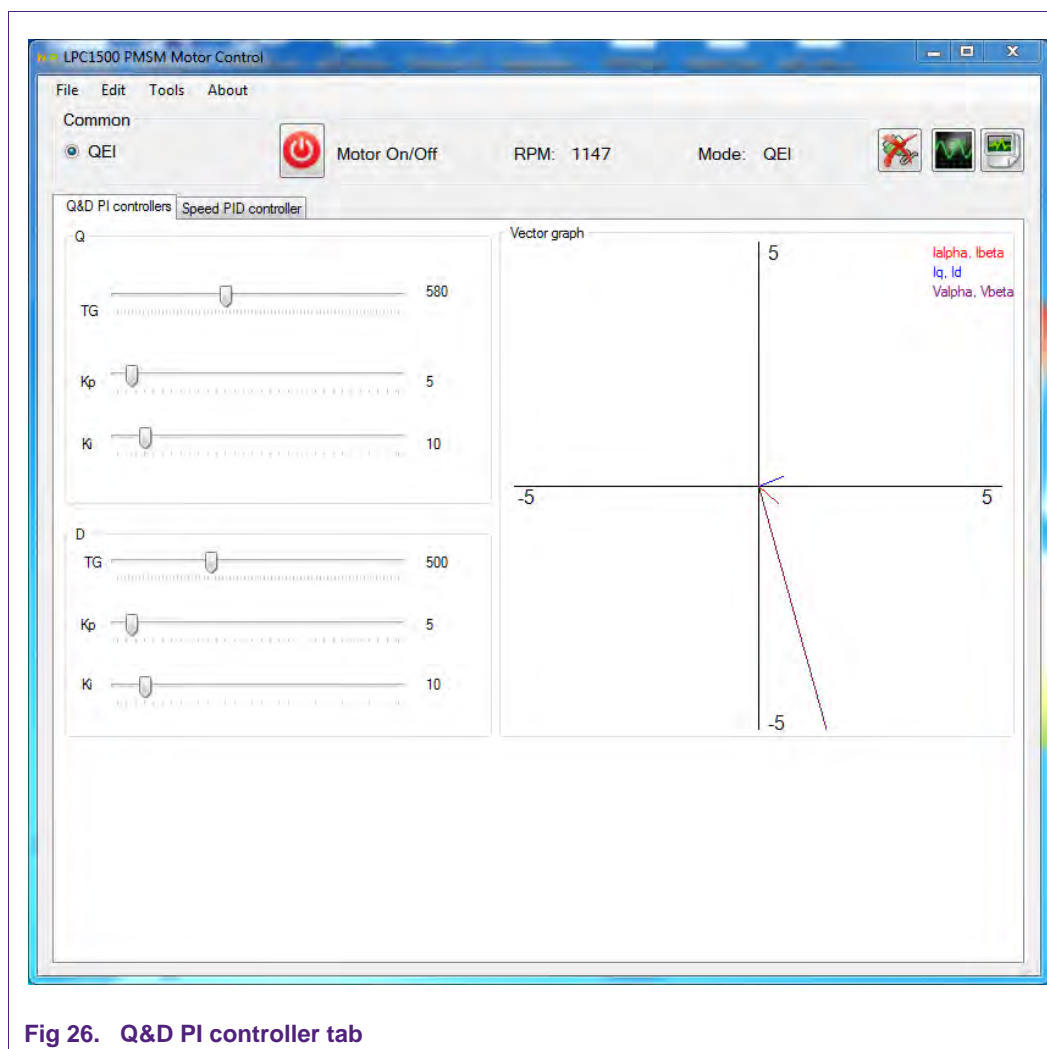 LPC1500 PMSM Motor Control
File Edit Tools About
Common
QEI
Motor On/Off
RPM: 1147
Mode: QEI
Q&D PI controllers
Speed PID controller
Q
TG 580
Kp 5
Ki 10
D
TG 500
Kp 5
Ki 10
Vector graph
5
Ialpha, Ibeta
Iq, Id
Valpha, Vbeta
-5
5
-5
Fig 26. Q&D PI controller tab